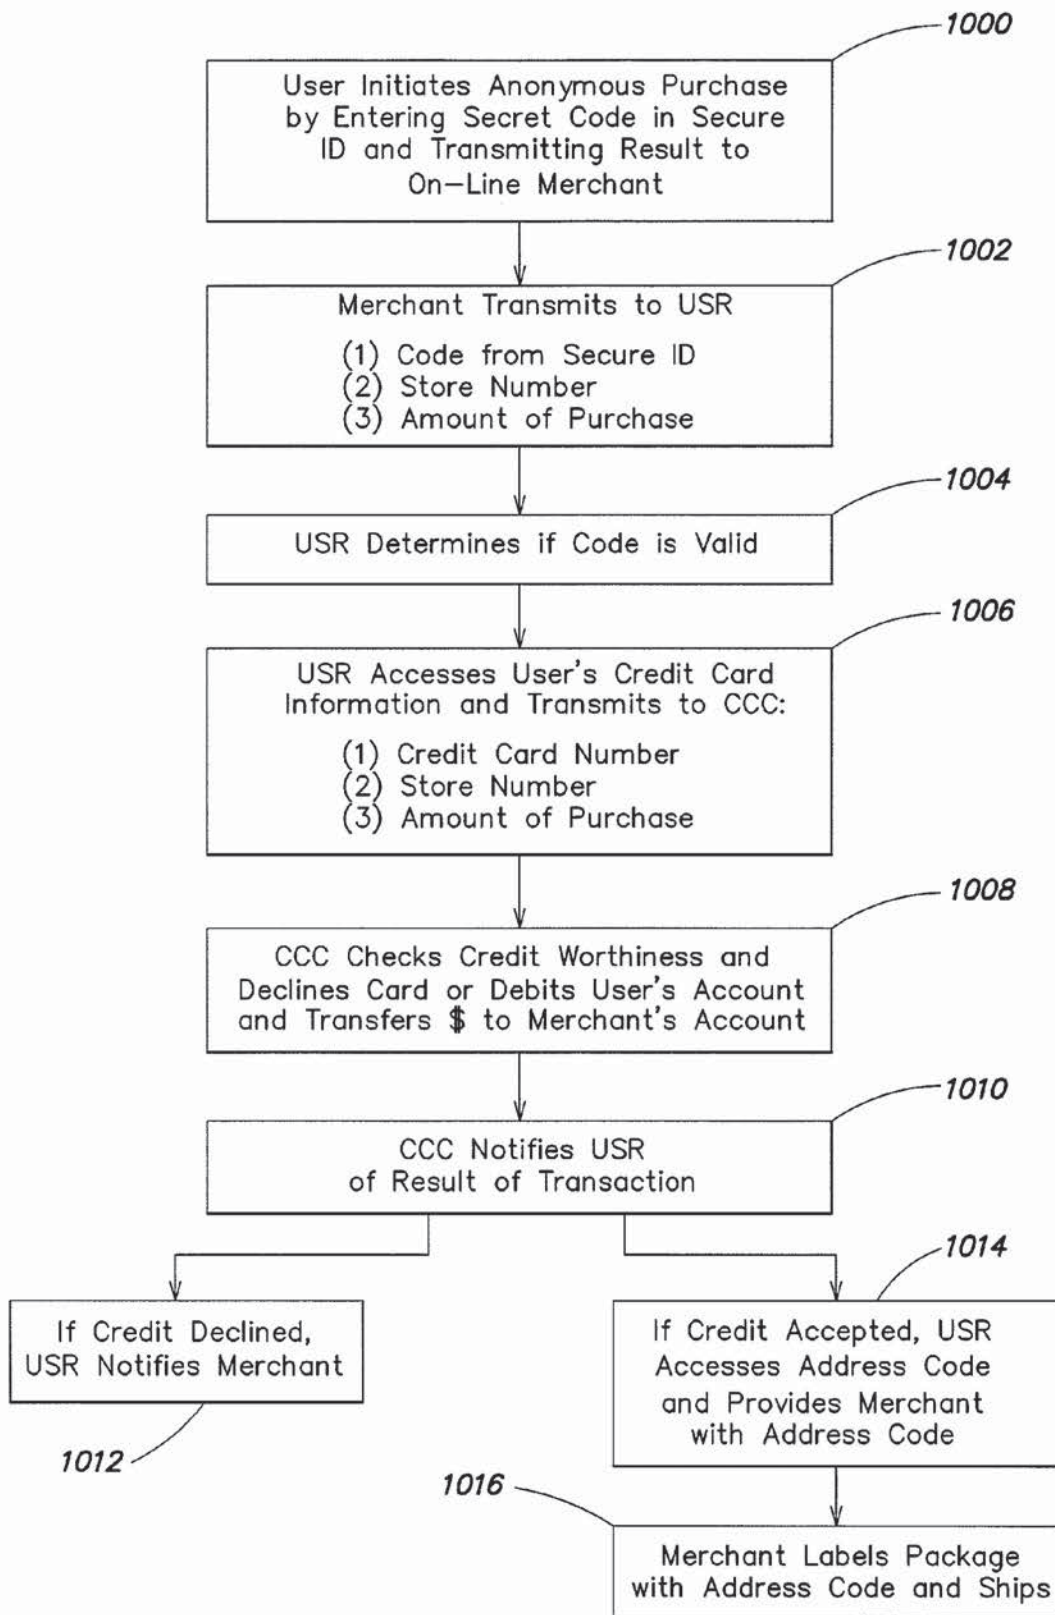 1000
User Initiates Anonymous Purchase
by Entering Secret Code in Secure
ID and Transmitting Result to
On-Line Merchant
1002
Merchant Transmits to USR
(1) Code from Secure ID
(2) Store Number
(3) Amount of Purchase
1004
USR Determines if Code is Valid
1006
USR Accesses User's Credit Card
Information and Transmits to CCC:
(1) Credit Card Number
(2) Store Number
(3) Amount of Purchase
1008
CCC Checks Credit Worthiness and
Declines Card or Debits User's Account
and Transfers $ to Merchant's Account
1010
CCC Notifies USR
of Result of Transaction
If Credit Declined,
USR Notifies Merchant
1012
1014
If Credit Accepted, USR
Accesses Address Code
and Provides Merchant
with Address Code
1016
Merchant Labels Package
with Address Code and Ships